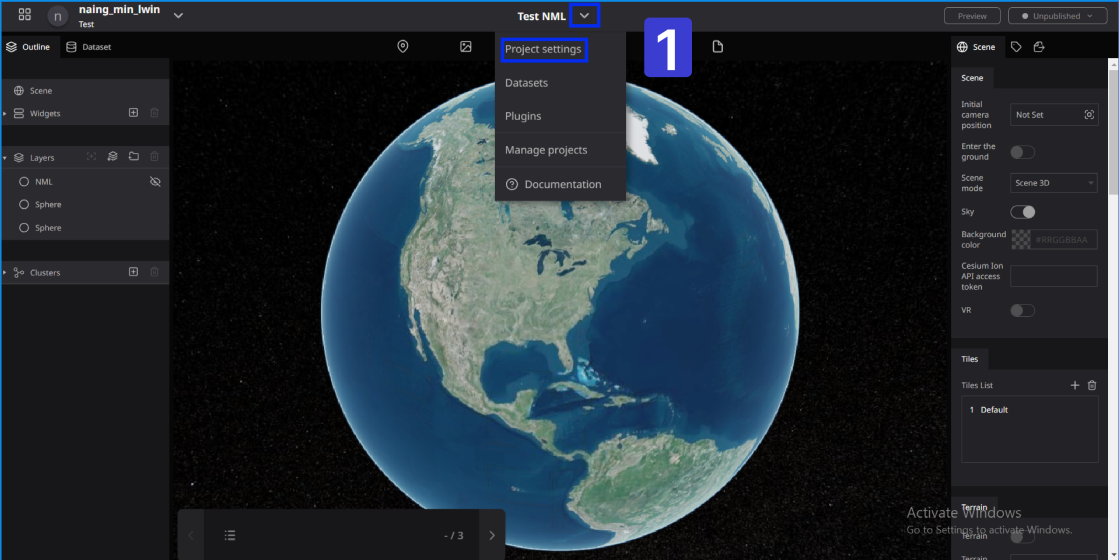 n
naing_min_lwin
Test
Test NML
Preview
Unpublished
Outline
Dataset
Scene
Widgets
Layers
NML
Sphere
Sphere
Clusters
Project settings
Datasets
Plugins
Manage projects
Documentation
1
- / 3
Scene
Scene
Initial
camera
position
Not Set
Enter the
ground
Scene
mode
Scene 3D
Sky
Background
color
#RRGGBBAA
Cesium Ion
API access
token
VR
Tiles
Tiles List
1 Default
Terrain
Terrain
Activate Windows
Go to Settings to activate Windows.